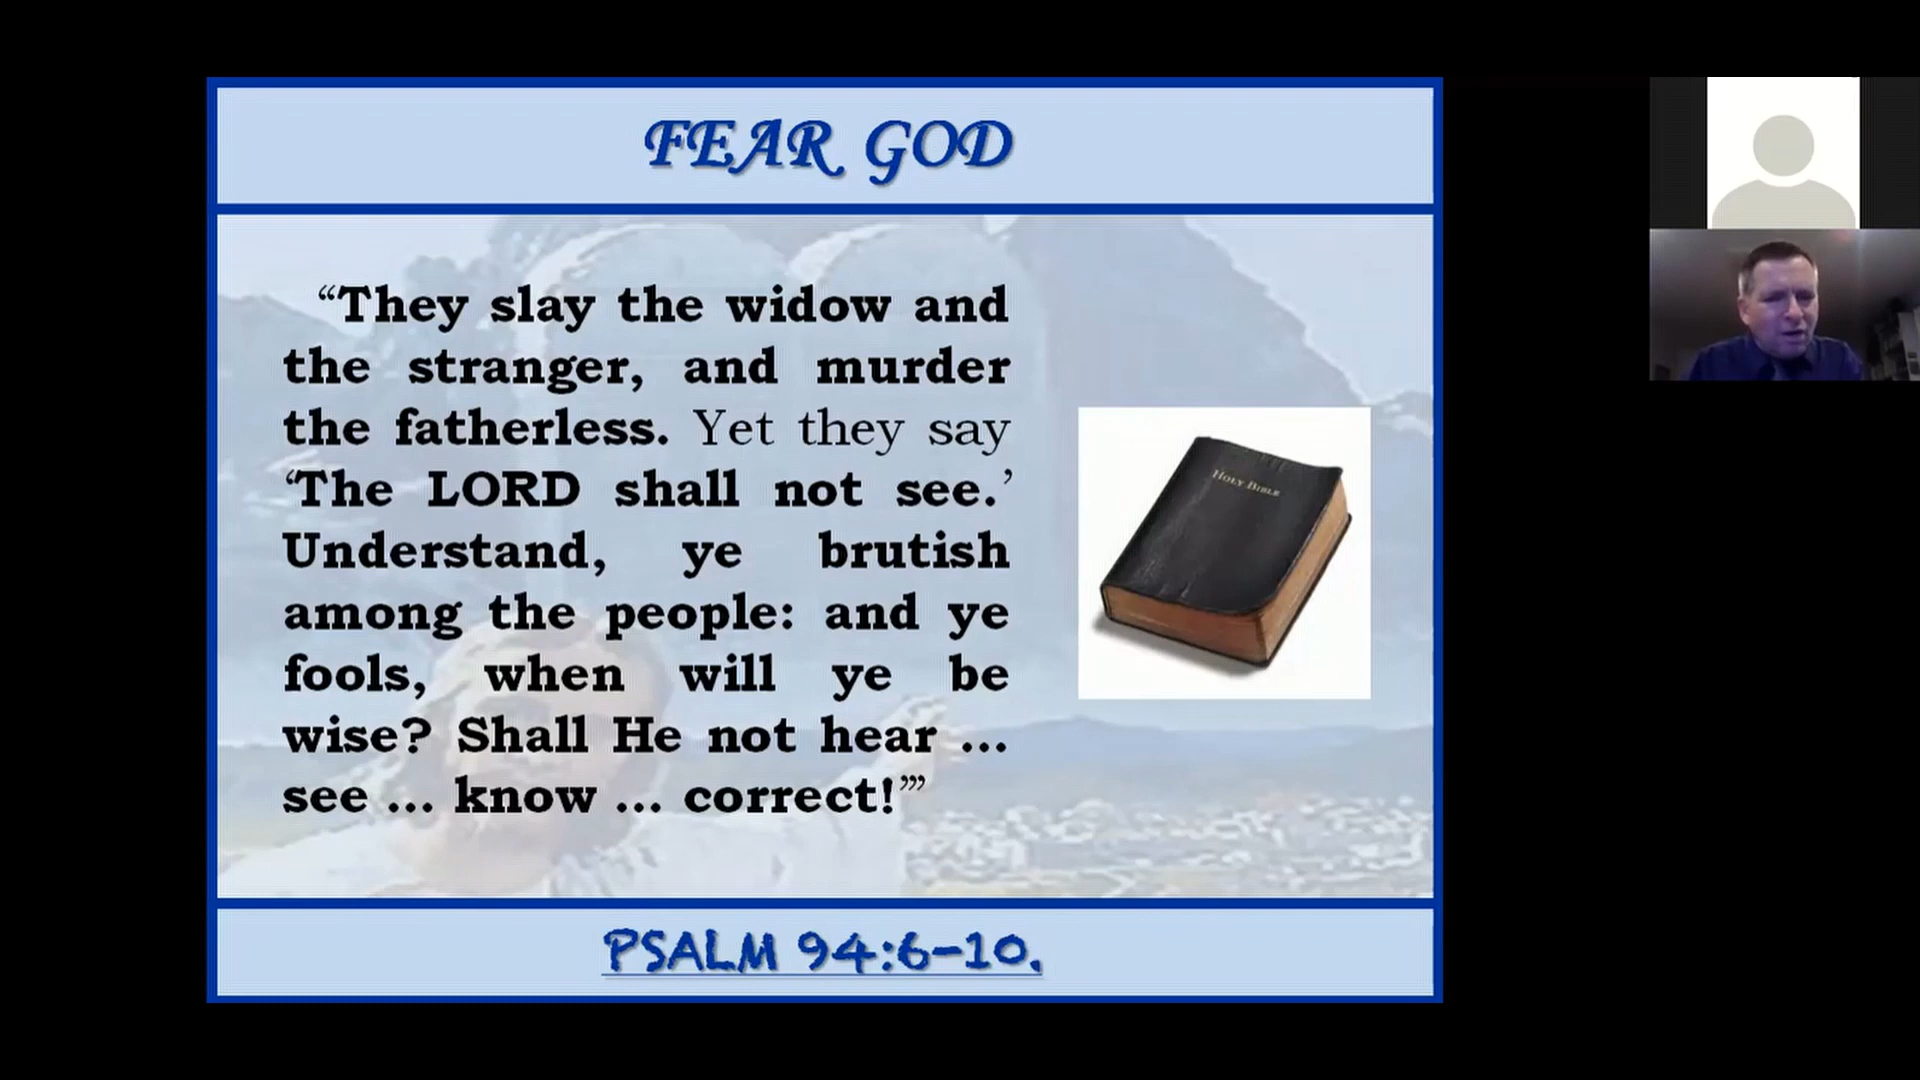 FEAR GOD
“They slay the widow and
the stranger, and murder
the fatherless. Yet they say
‘The LORD shall not see.’
Understand, ye brutish
among the people: and ye
fools, when will ye be
wise? Shall He not hear ...
see ... know ... correct!’”
HOLY BIBLE
PSALM 94:6-10.